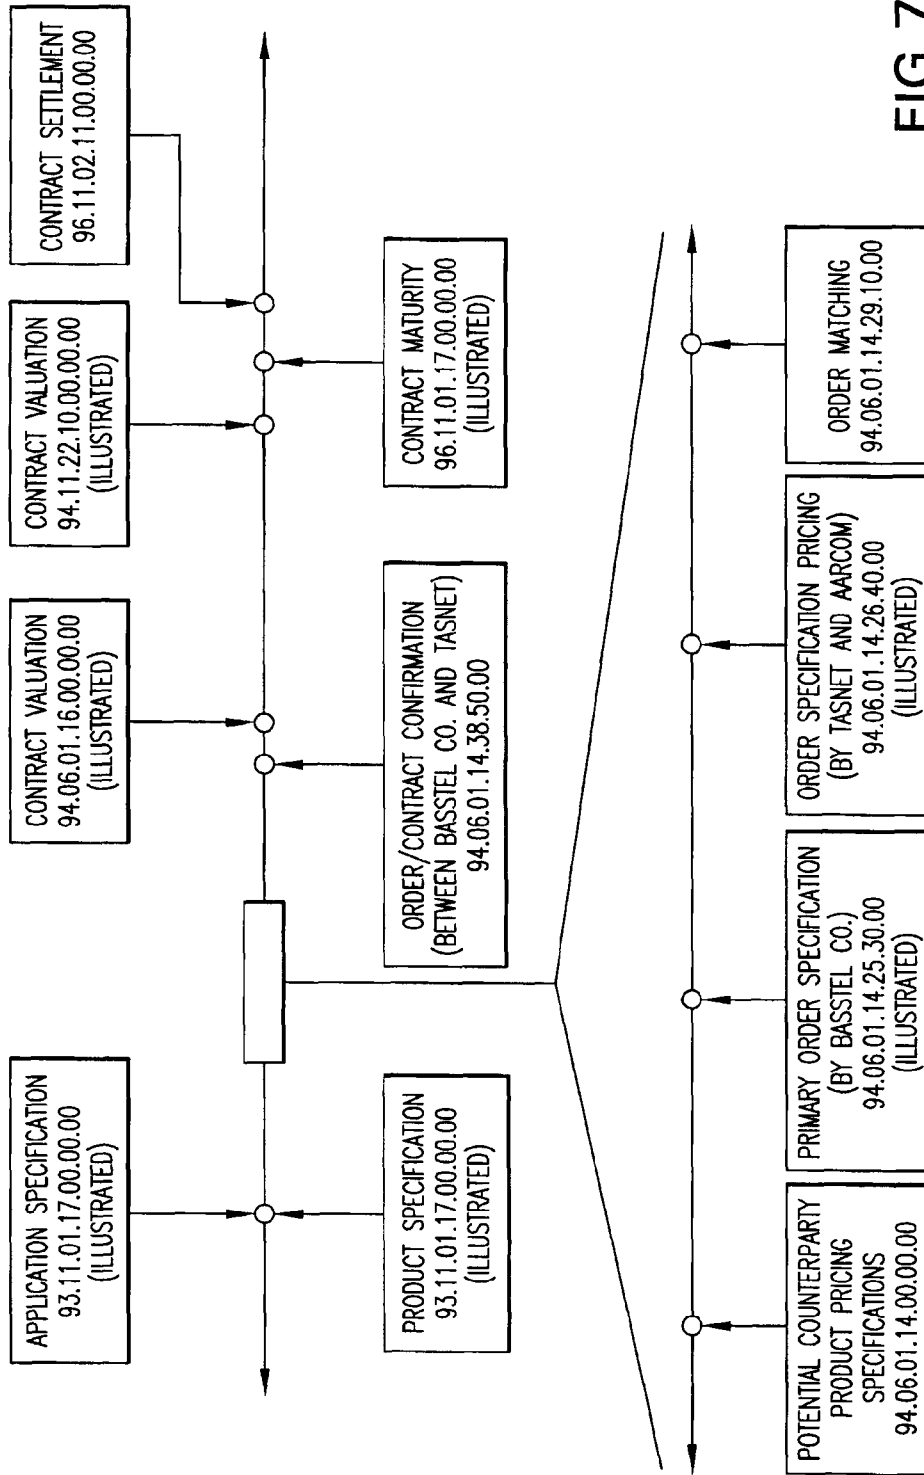 APPLICATION SPECIFICATION
93.11.01.17.00.00.00
(ILLUSTRATED)
CONTRACT VALUATION
94.06.01.16.00.00.00
(ILLUSTRATED)
CONTRACT VALUATION
94.11.22.10.00.00.00
(ILLUSTRATED)
CONTRACT SETTLEMENT
96.11.02.11.00.00.00
PRODUCT SPECIFICATION
93.11.01.17.00.00.00
(ILLUSTRATED)
ORDER/CONTRACT CONFIRMATION
(BETWEEN BASSTEL CO. AND TASNET)
94.06.01.14.38.50.00
CONTRACT MATURITY
96.11.01.17.00.00.00
(ILLUSTRATED)
POTENTIAL COUNTERPARTY
PRODUCT PRICING
SPECIFICATIONS
94.06.01.14.00.00.00
PRIMARY ORDER SPECIFICATION
(BY BASSTEL CO.)
94.06.01.14.25.30.00
(ILLUSTRATED)
ORDER SPECIFICATION PRICING
(BY TASNET AND AARCOM)
94.06.01.14.26.40.00
(ILLUSTRATED)
ORDER MATCHING
94.06.01.14.29.10.00
FIG. 7